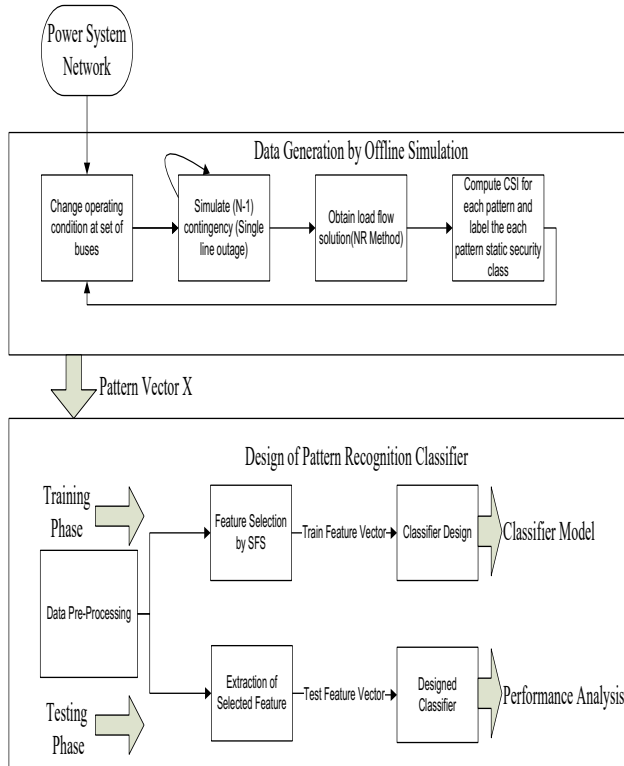 Power System
Network
Data Generation by Offline Simulation
Change operating
condition at set of
buses
Simulate (N-1)
contingency (Single
line outage)
Obtain load flow
solution(NR Method)
Compute CSI for
each pattern and
label the each
pattern static security
class
Pattern Vector X
Design of Pattern Recognition Classifier
Training
Phase
Feature Selection
by SFS
Train Feature Vector
Classifier Design
Classifier Model
Data Pre-Processing
Extraction of
Selected Feature
Test Feature Vector
Designed
Classifier
Performance Analysis
Testing
Phase